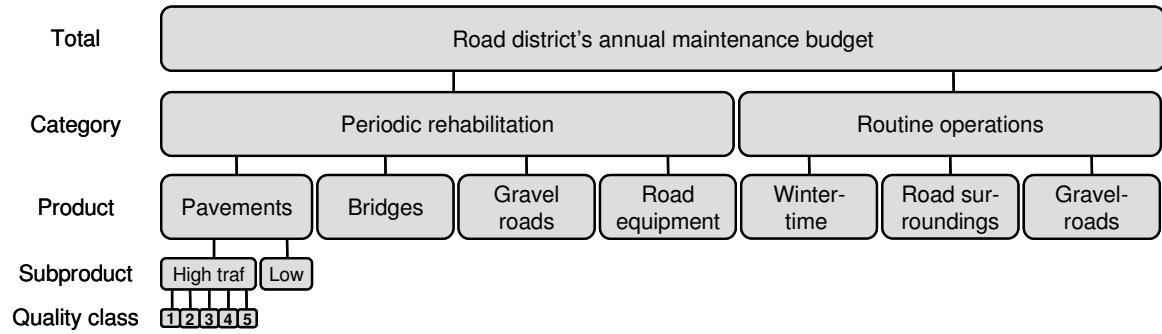 Total
Road district's annual maintenance budget
Category
Periodic rehabilitation
Routine operations
Product
Pavements
Bridges
Gravel
roads
Road
equipment
Winter-
time
Road sur-
roundings
Gravel-
roads
Subproduct
High traf
Low
Quality class
1 2 3 4 5